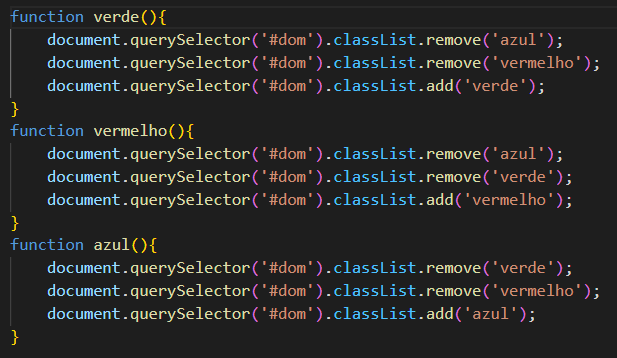 function verde(){
    document.querySelector('#dom').classList.remove('azul');
    document.querySelector('#dom').classList.remove('vermelho');
    document.querySelector('#dom').classList.add('verde');
}
function vermelho(){
    document.querySelector('#dom').classList.remove('azul');
    document.querySelector('#dom').classList.remove('verde');
    document.querySelector('#dom').classList.add('vermelho');
}
function azul(){
    document.querySelector('#dom').classList.remove('verde');
    document.querySelector('#dom').classList.remove('vermelho');
    document.querySelector('#dom').classList.add('azul');
}